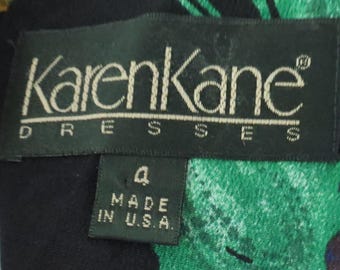 KarenKane®
DRESSES
4
MADE
IN U.S.A.